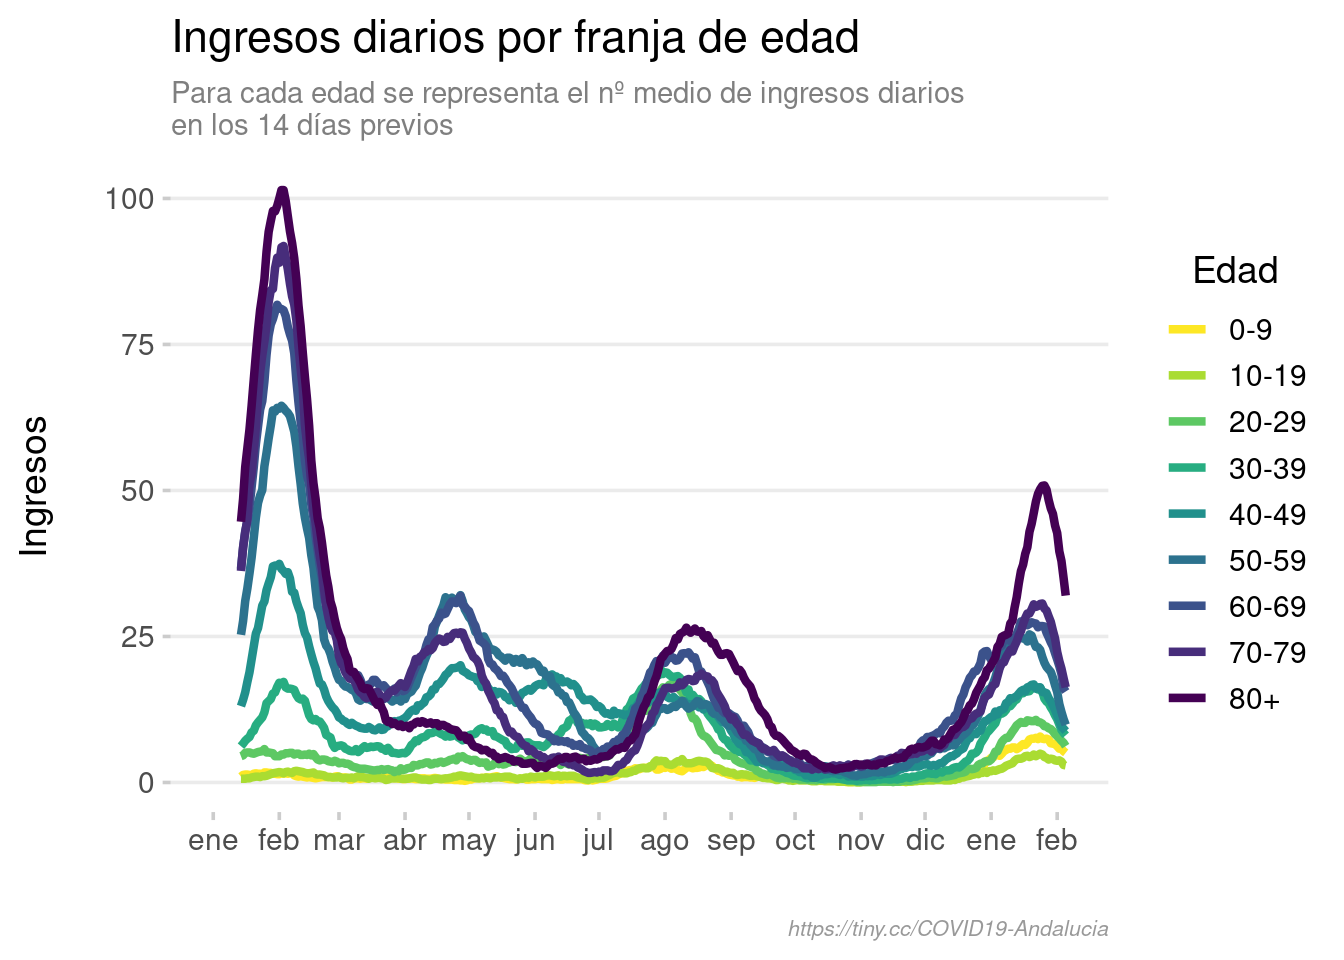 Ingresos diarios por franja de edad
Para cada edad se representa el nº medio de ingresos diarios
en los 14 días previos
Ingresos
100
75
50
25
0
ene feb mar abr may jun jul ago sep oct nov dic ene feb
Edad
0-9
10-19
20-29
30-39
40-49
50-59
60-69
70-79
80+
https://tiny.cc/COVID19-Andalucia